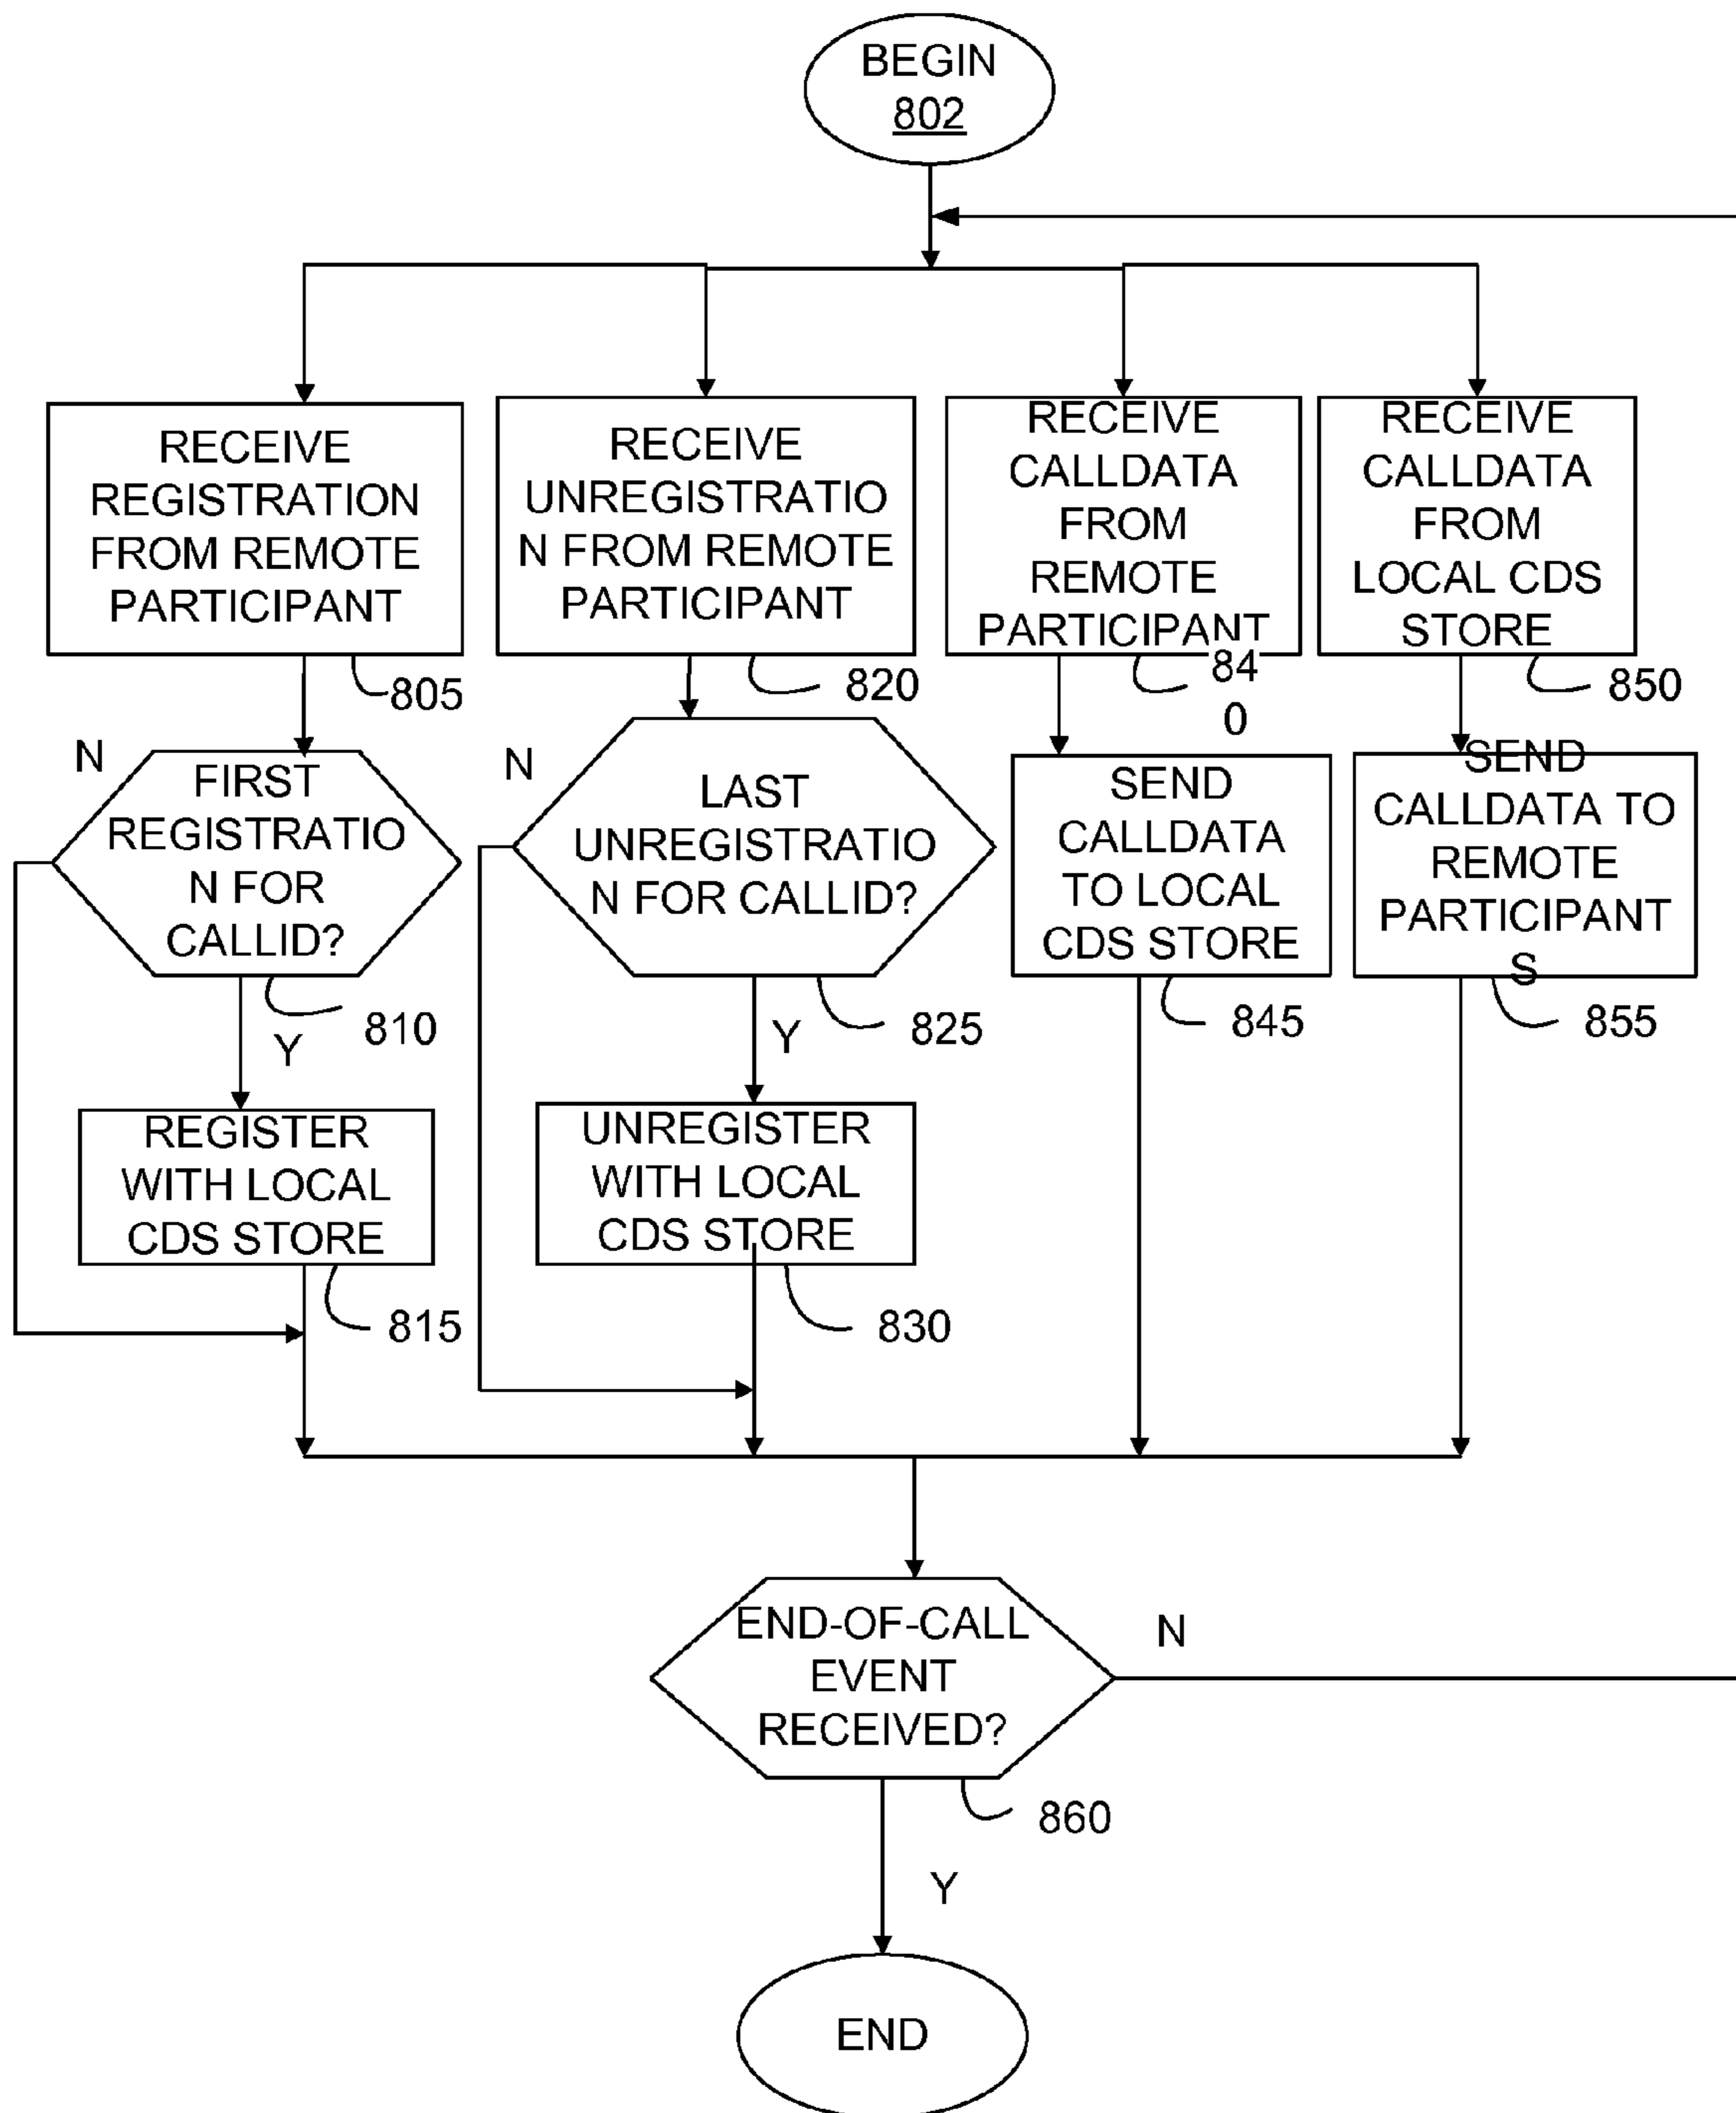 BEGIN
802
RECEIVE
REGISTRATION
FROM REMOTE
PARTICIPANT
805
RECEIVE
UNREGISTRATIO
N FROM REMOTE
PARTICIPANT
820
RECEIVE
CALLDATA
FROM
REMOTE
PARTICIPANT
84
0
RECEIVE
CALLDATA
FROM
LOCAL CDS
STORE
850
N
FIRST
REGISTRATIO
N FOR
CALLID?
810
Y
N
LAST
UNREGISTRATIO
N FOR CALLID?
825
Y
SEND
CALLDATA
TO LOCAL
CDS STORE
845
SEND
CALLDATA TO
REMOTE
PARTICIPANT
S
855
REGISTER
WITH LOCAL
CDS STORE
815
UNREGISTER
WITH LOCAL
CDS STORE
830
END-OF-CALL
EVENT
RECEIVED?
N
860
Y
END